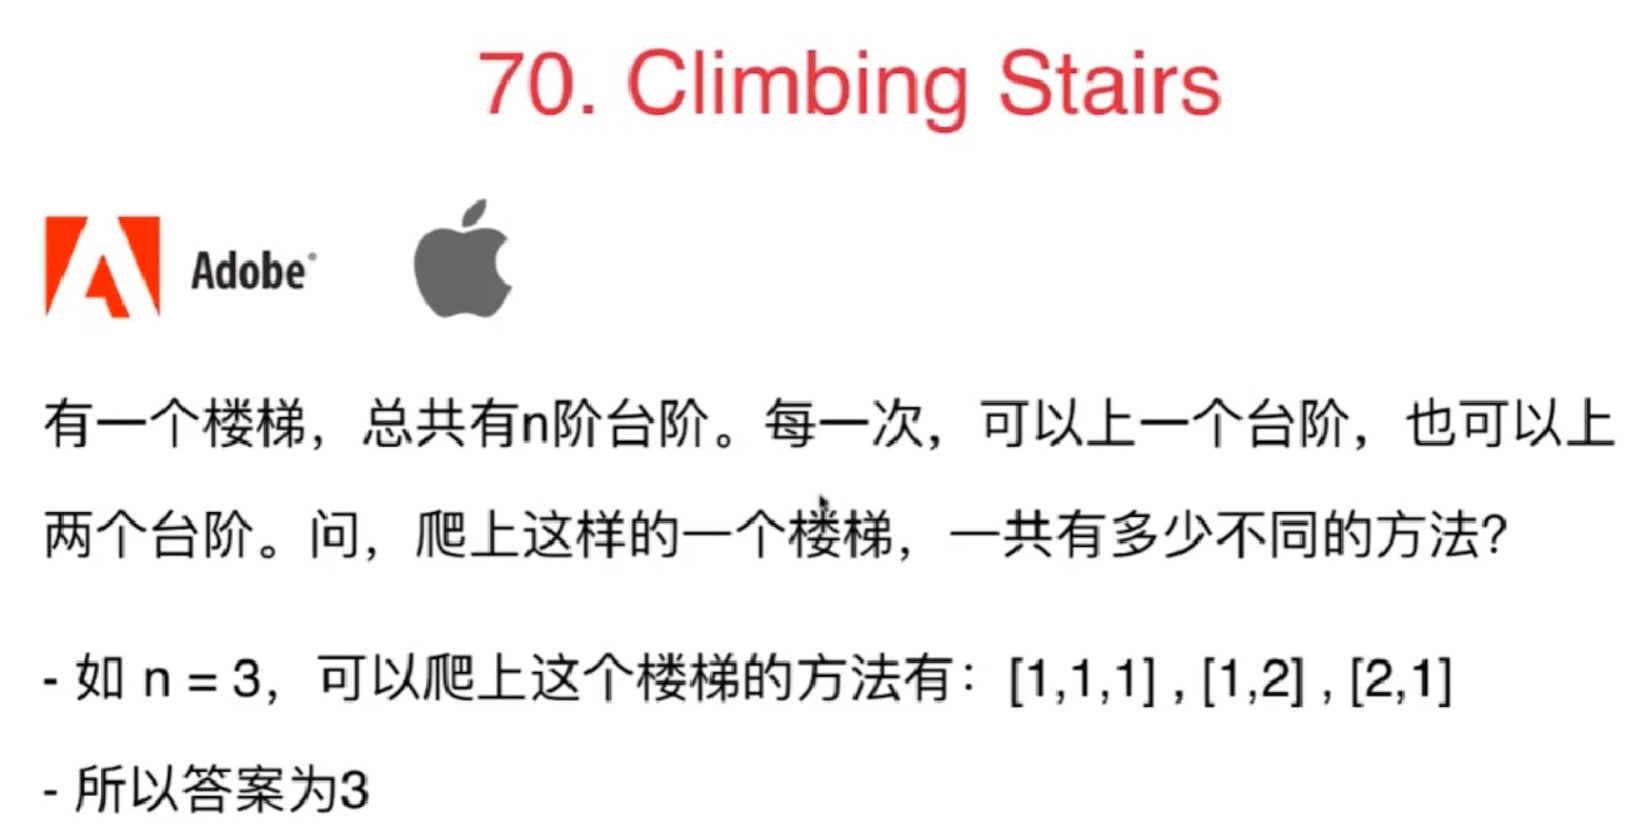 70. Climbing Stairs
Adobe
有一个楼梯，总共有n阶台阶。每一次，可以上一个台阶，也可以上
两个台阶。问，爬上这样的一个楼梯，一共有多少不同的方法？
- 如 n = 3，可以爬上这个楼梯的方法有：[1,1,1] , [1,2] , [2,1]
- 所以答案为3